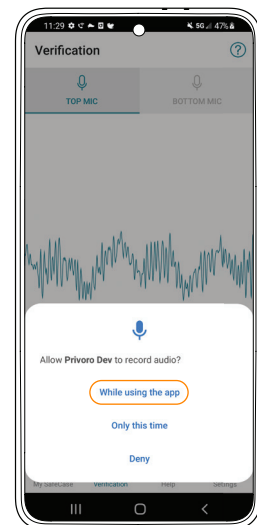 11:29
5G 47%
Verification
?
TOP MIC
BOTTOM MIC
Allow Privoro Dev to record audio?
While using the app
Only this time
Deny
My SafeCase Verification Help Settings